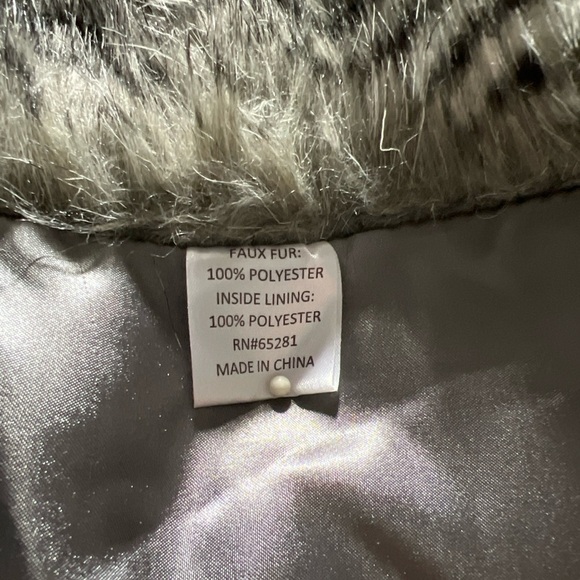 FAUX FUR:
100% POLYESTER
INSIDE LINING:
100% POLYESTER
RN#65281
MADE IN CHINA